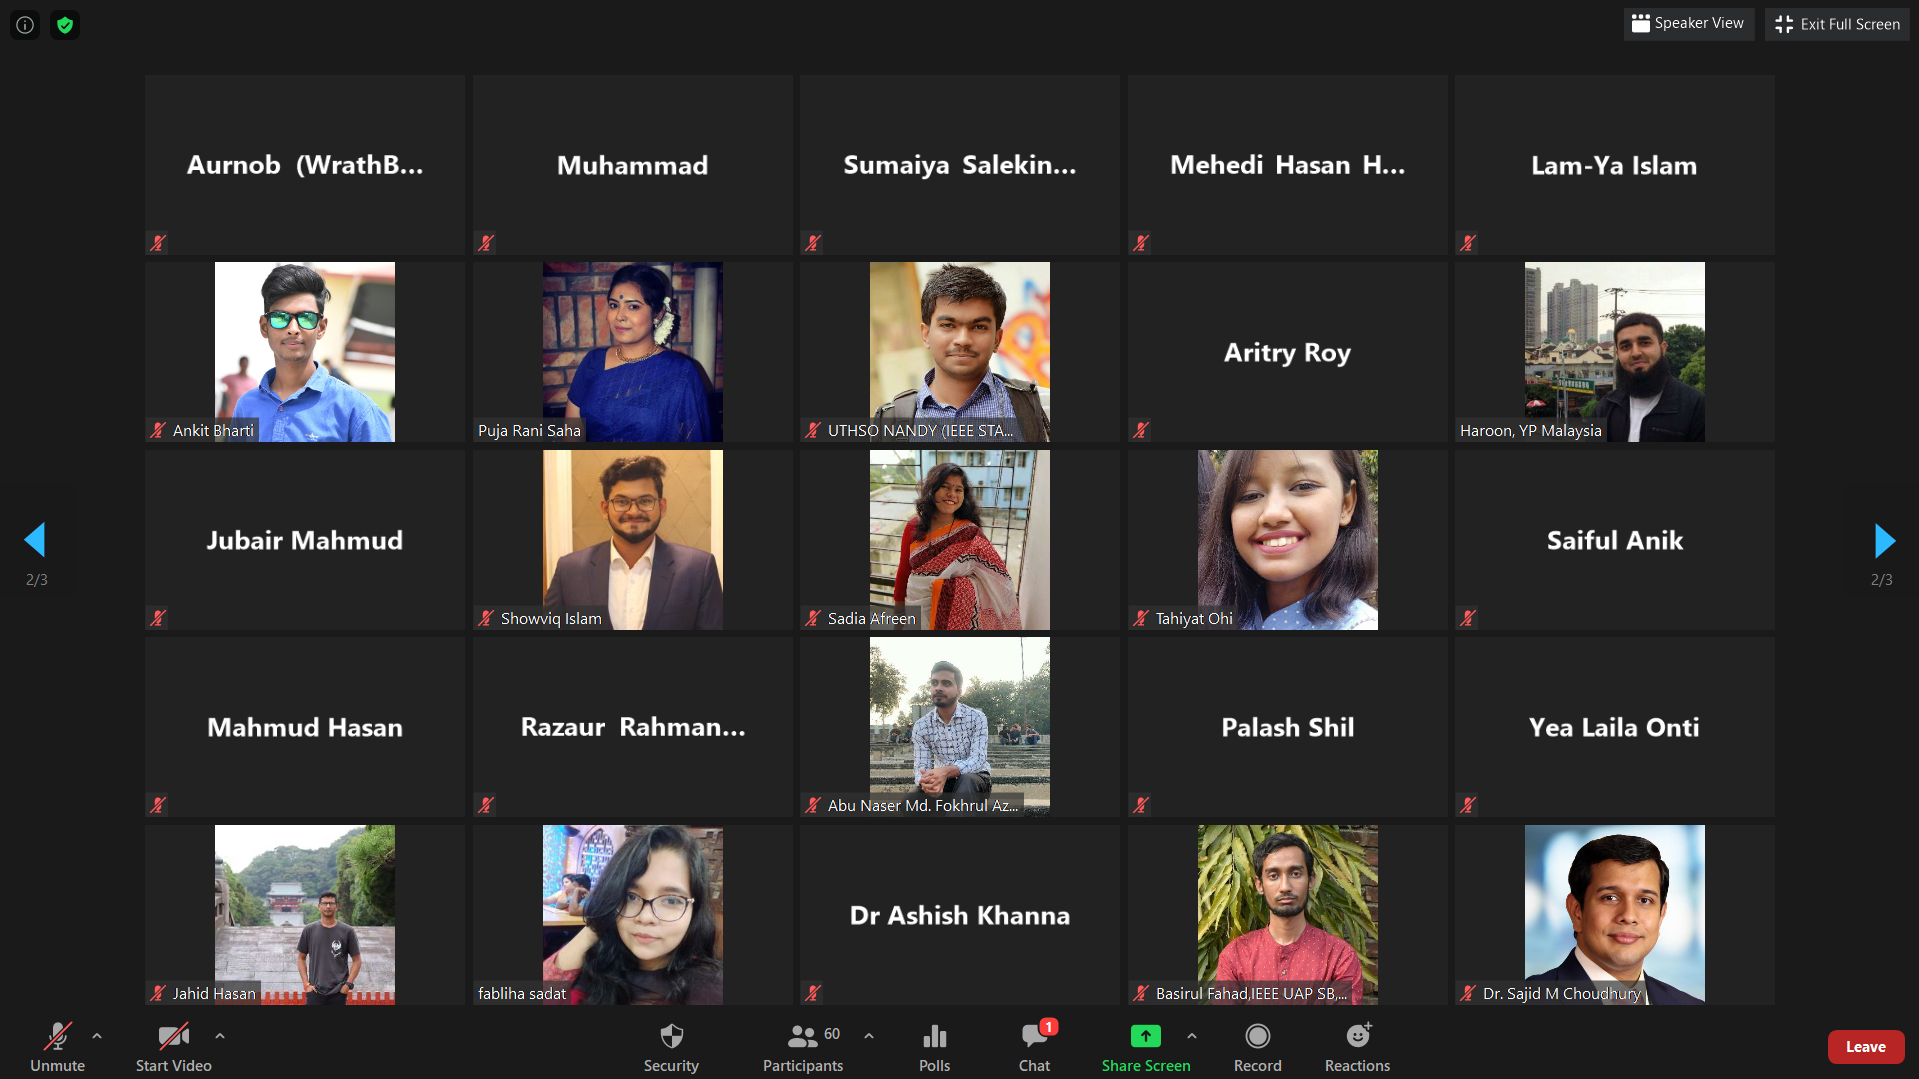 Speaker View
Exit Full Screen
Aurnob (WrathB...
Muhammad
Sumaiya Salekin...
Mehedi Hasan H...
Lam-Ya Islam
Ankit Bharti
Puja Rani Saha
UTHSO NANDY (IEEE STA...
Aritry Roy
Haroon, YP Malaysia
Jubair Mahmud
Showviq Islam
Sadia Afreen
Tahiyat Ohi
Saiful Anik
2/3
2/3
Mahmud Hasan
Razaur Rahman...
Abu Naser Md. Fokhrul Az...
Palash Shil
Yea Laila Onti
Jahid Hasan
fabliha sadat
Dr Ashish Khanna
Basirul Fahad,IEEE UAP SB,...
Dr. Sajid M Choudhury
Unmute
Start Video
Security
60
Participants
Polls
1
Chat
Share Screen
Record
Reactions
Leave